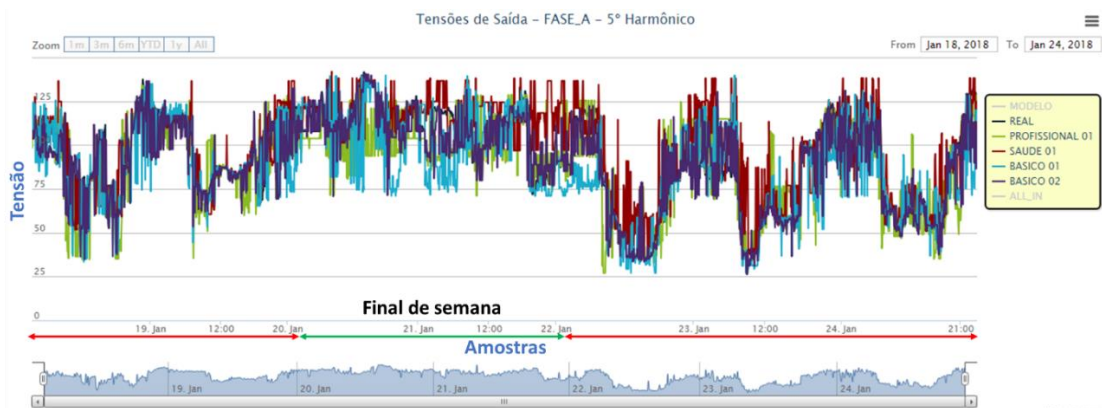 Tensões de Saída – FASE_A – 5º Harmônico
Zoom 1m 3m 6m YTD 1y All
From Jan 18, 2018 To Jan 24, 2018
Tensão
125
100
75
50
25
0
MODELO
REAL
PROFISSIONAL 01
SAUDE 01
BASICO 01
BASICO 02
ALL_IN
Final de semana
19. Jan 12:00 20. Jan 21. Jan 12:00 22. Jan 23. Jan 12:00 24. Jan 21:00
Amostras
19. Jan 20. Jan 21. Jan 22. Jan 23. Jan 24. Jan